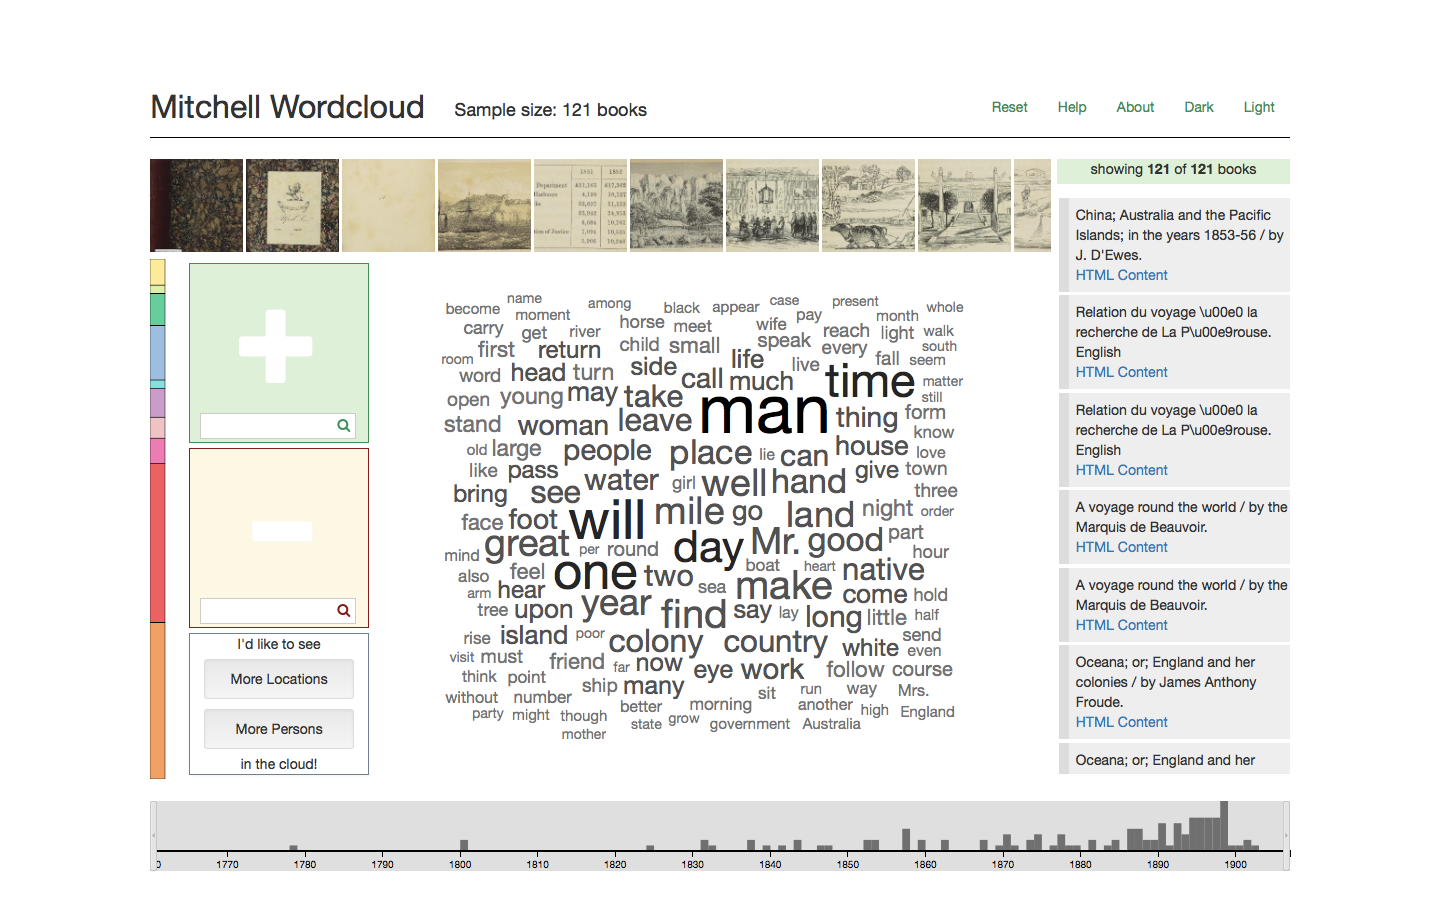 Mitchell Wordcloud Sample size: 121 books Reset Help About Dark Light
1851 1852
Department £11,165 £17,362
showing 121 of 121 books
China; Australia and the Pacific
Islands; in the years 1853-56 / by
J. D'Ewes.
HTML Content
Relation du voyage \u00e0 la
recherche de La P\u00e9rouse.
English
HTML Content
Relation du voyage \u00e0 la
recherche de La P\u00e9rouse.
English
HTML Content
A voyage round the world / by the
Marquis de Beauvoir.
HTML Content
A voyage round the world / by the
Marquis de Beauvoir.
HTML Content
Oceana; or; England and her
colonies / by James Anthony
Froude.
HTML Content
Oceana; or; England and her
I'd like to see
More Locations
More Persons
in the cloud!
name among case present
become moment black appear pay month whole
carry get river horse meet wife reach light walk
first return child small speak every south
room side life live fall seem
word head turn call much time matter
open young may take man still
stand woman leave thing form
know
old large people place lie can house love
like pass water girl well hand give town
bring see three
face foot will mile go land night order
great per round day Mr. good part
mind hour
also feel one two sea boat heart native
arm hear make come hold
tree upon year find say lay long little half
rise island poor colony country white send
visit must friend far now eye work even
think point follow course
without number ship many sit run way Mrs.
party might though better morning another high England
state grow government Australia
mother
0 1770 1780 1790 1800 1810 1820 1830 1840 1850 1860 1870 1880 1890 1900